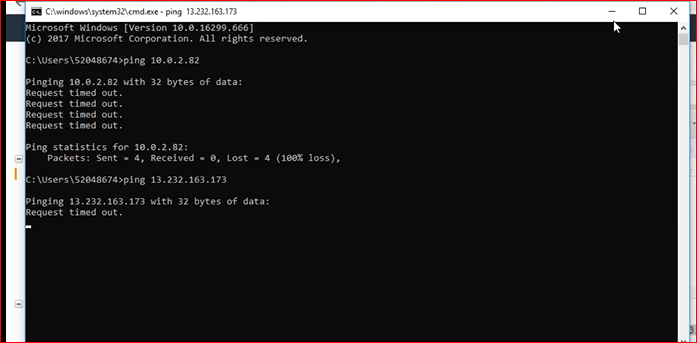 C:\windows\system32\cmd.exe - ping 13.232.163.173
Microsoft Windows [Version 10.0.16299.666]
(c) 2017 Microsoft Corporation. All rights reserved.
C:\Users\52048674>ping 10.0.2.82
Pinging 10.0.2.82 with 32 bytes of data:
Request timed out.
Request timed out.
Request timed out.
Request timed out.
Ping statistics for 10.0.2.82:
Packets: Sent = 4, Received = 0, Lost = 4 (100% loss),
C:\Users\52048674>ping 13.232.163.173
Pinging 13.232.163.173 with 32 bytes of data:
Request timed out.